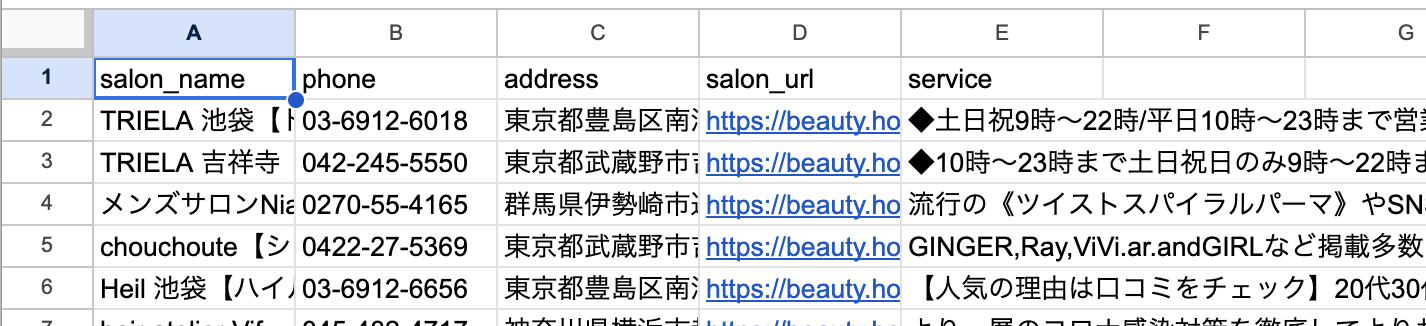 A B C D E F G
1 salon_name phone address salon_url service
2 TRIELA 池袋【ト 03-6912-6018 東京都豊島区南 https://beauty.ho ◆土日祝9時〜22時/平日10時〜23時まで営業
3 TRIELA 吉祥寺 042-245-5550 東京都武蔵野市吉 https://beauty.ho ◆10時〜23時まで土日祝日のみ9時〜22時ま
4 メンズサロンNia 0270-55-4165 群馬県伊勢崎市 https://beauty.ho 流行の《ツイストスパイラルパーマ》やSN
5 chouchoute【シ 0422-27-5369 東京都武蔵野市吉 https://beauty.ho GINGER,Ray,ViVi.ar.andGIRLなど掲載多数
6 Heil 池袋【ハイ 03-6912-6656 東京都豊島区南 https://beauty.ho 【人気の理由は口コミをチェック】20代30代